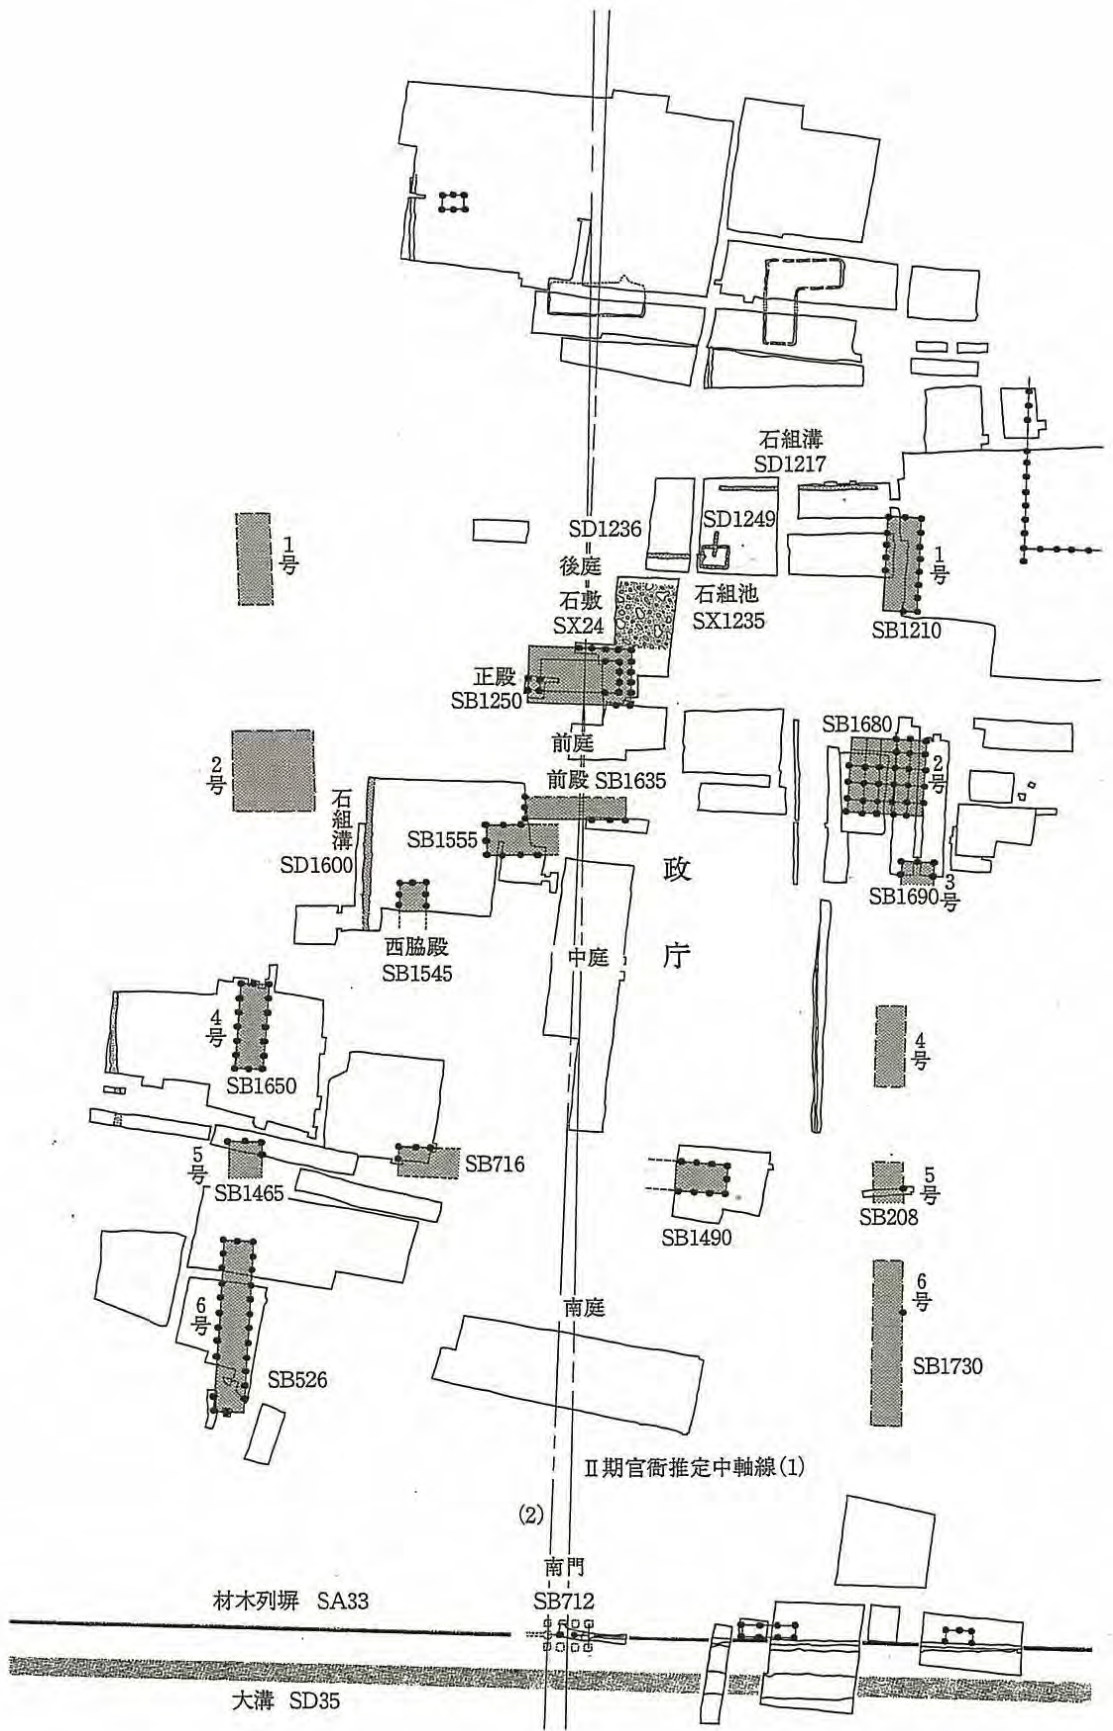 石組溝
SD1217
SD1236
SD1249
1号
後庭
1号
石敷
SX24
石組池
SX1235
SB1210
正殿
SB1250
SB1680
前庭
2号
2号
前殿 SB1635
石組溝
SD1600
SB1555
政庁
SB1690
3号
西脇殿
SB1545
中庭
4号
4号
SB1650
5号
SB1465
SB716
5号
SB208
SB1490
6号
6号
南庭
SB1730
SB526
Ⅱ期官衙推定中軸線(1)
(2)
南門
SB712
材木列塀 SA33
大溝 SD35